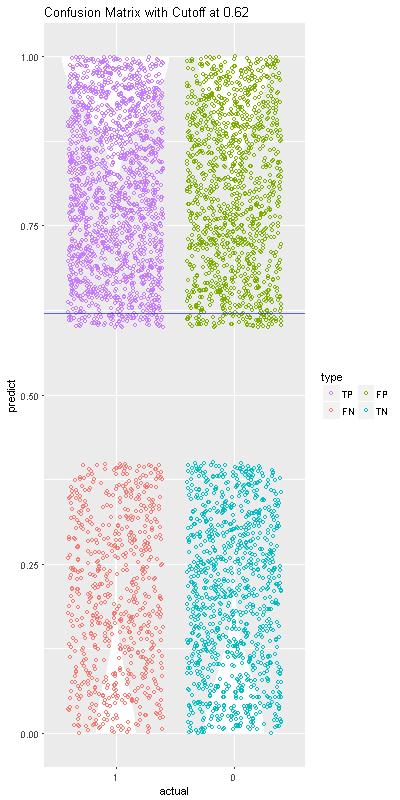 Confusion Matrix with Cutoff at 0.62
1.00
0.75
0.50
0.25
0.00
predict
1 0
actual
type
TP FP
FN TN